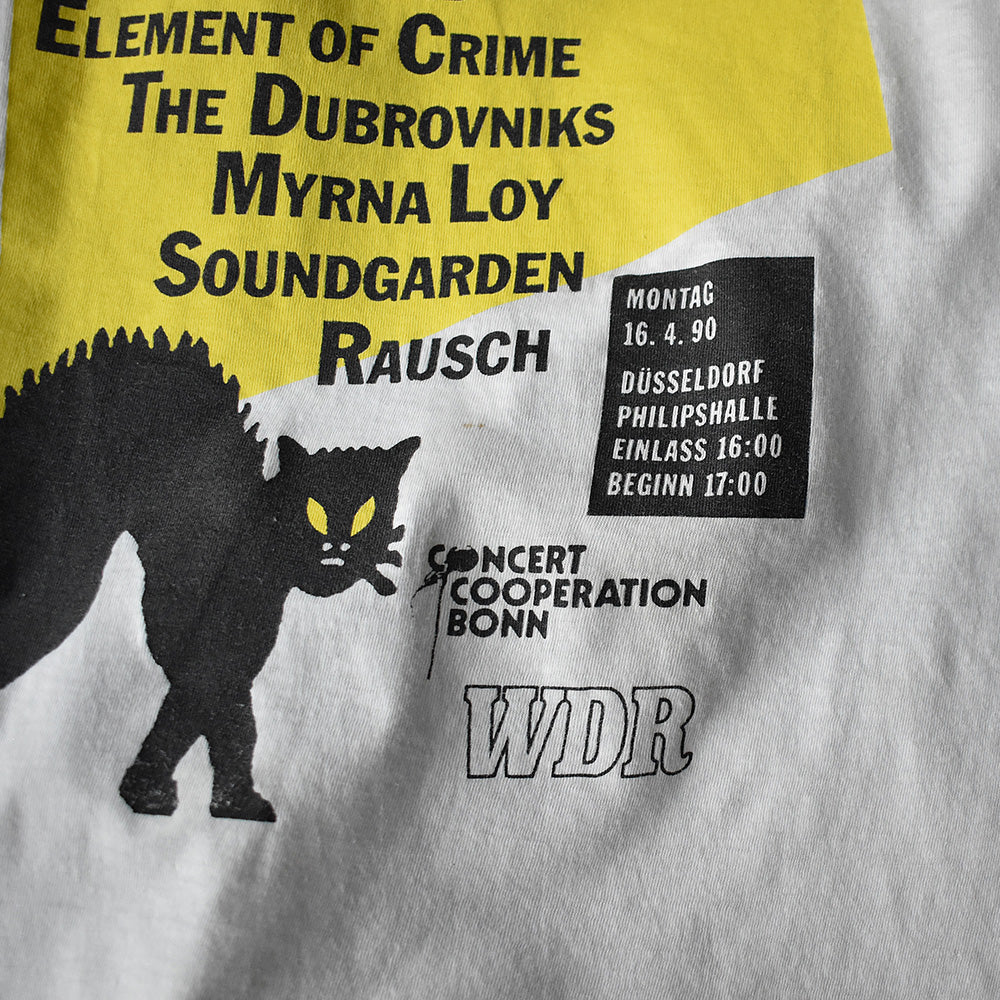 ELEMENT OF CRIME
THE DUBROVNIKS
MYRNA LOY
SOUNDGARDEN
RAUSCH
MONTAG
16. 4. 90
DÜSSELDORF
PHILIPSHALLE
EINLASS 16:00
BEGINN 17:00
CONCERT
COOPERATION
BONN
WDR